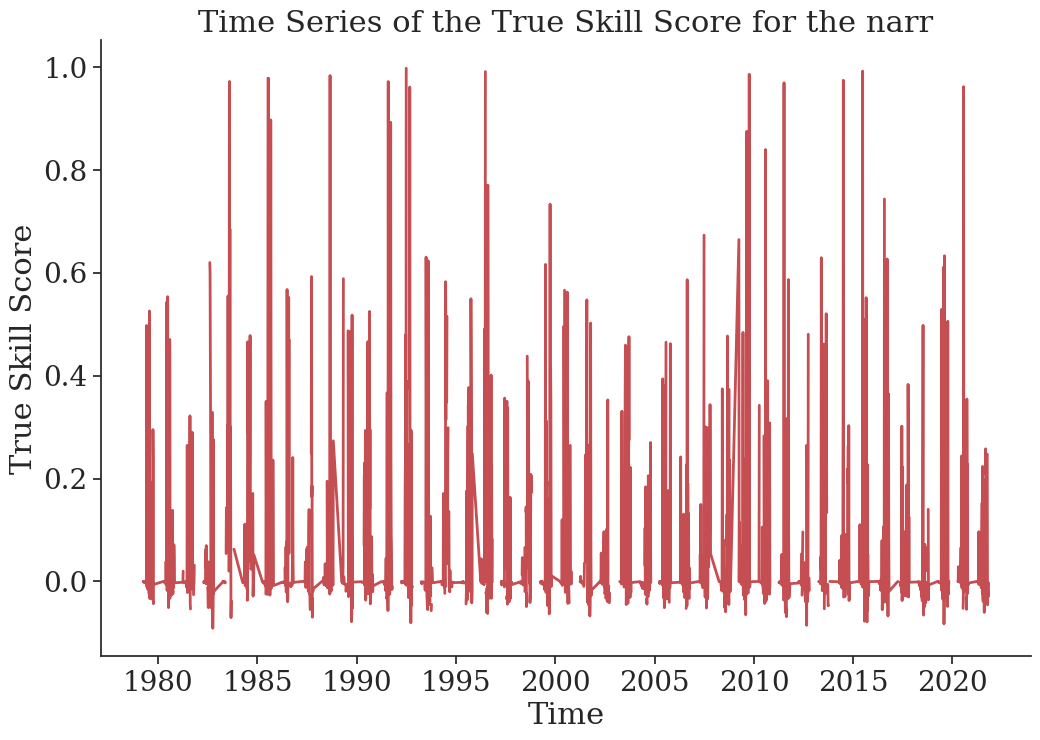 Time Series of the True Skill Score for the narr
1.0
0.8
0.6
0.4
0.2
0.0
True Skill Score
1980 1985 1990 1995 2000 2005 2010 2015 2020
Time